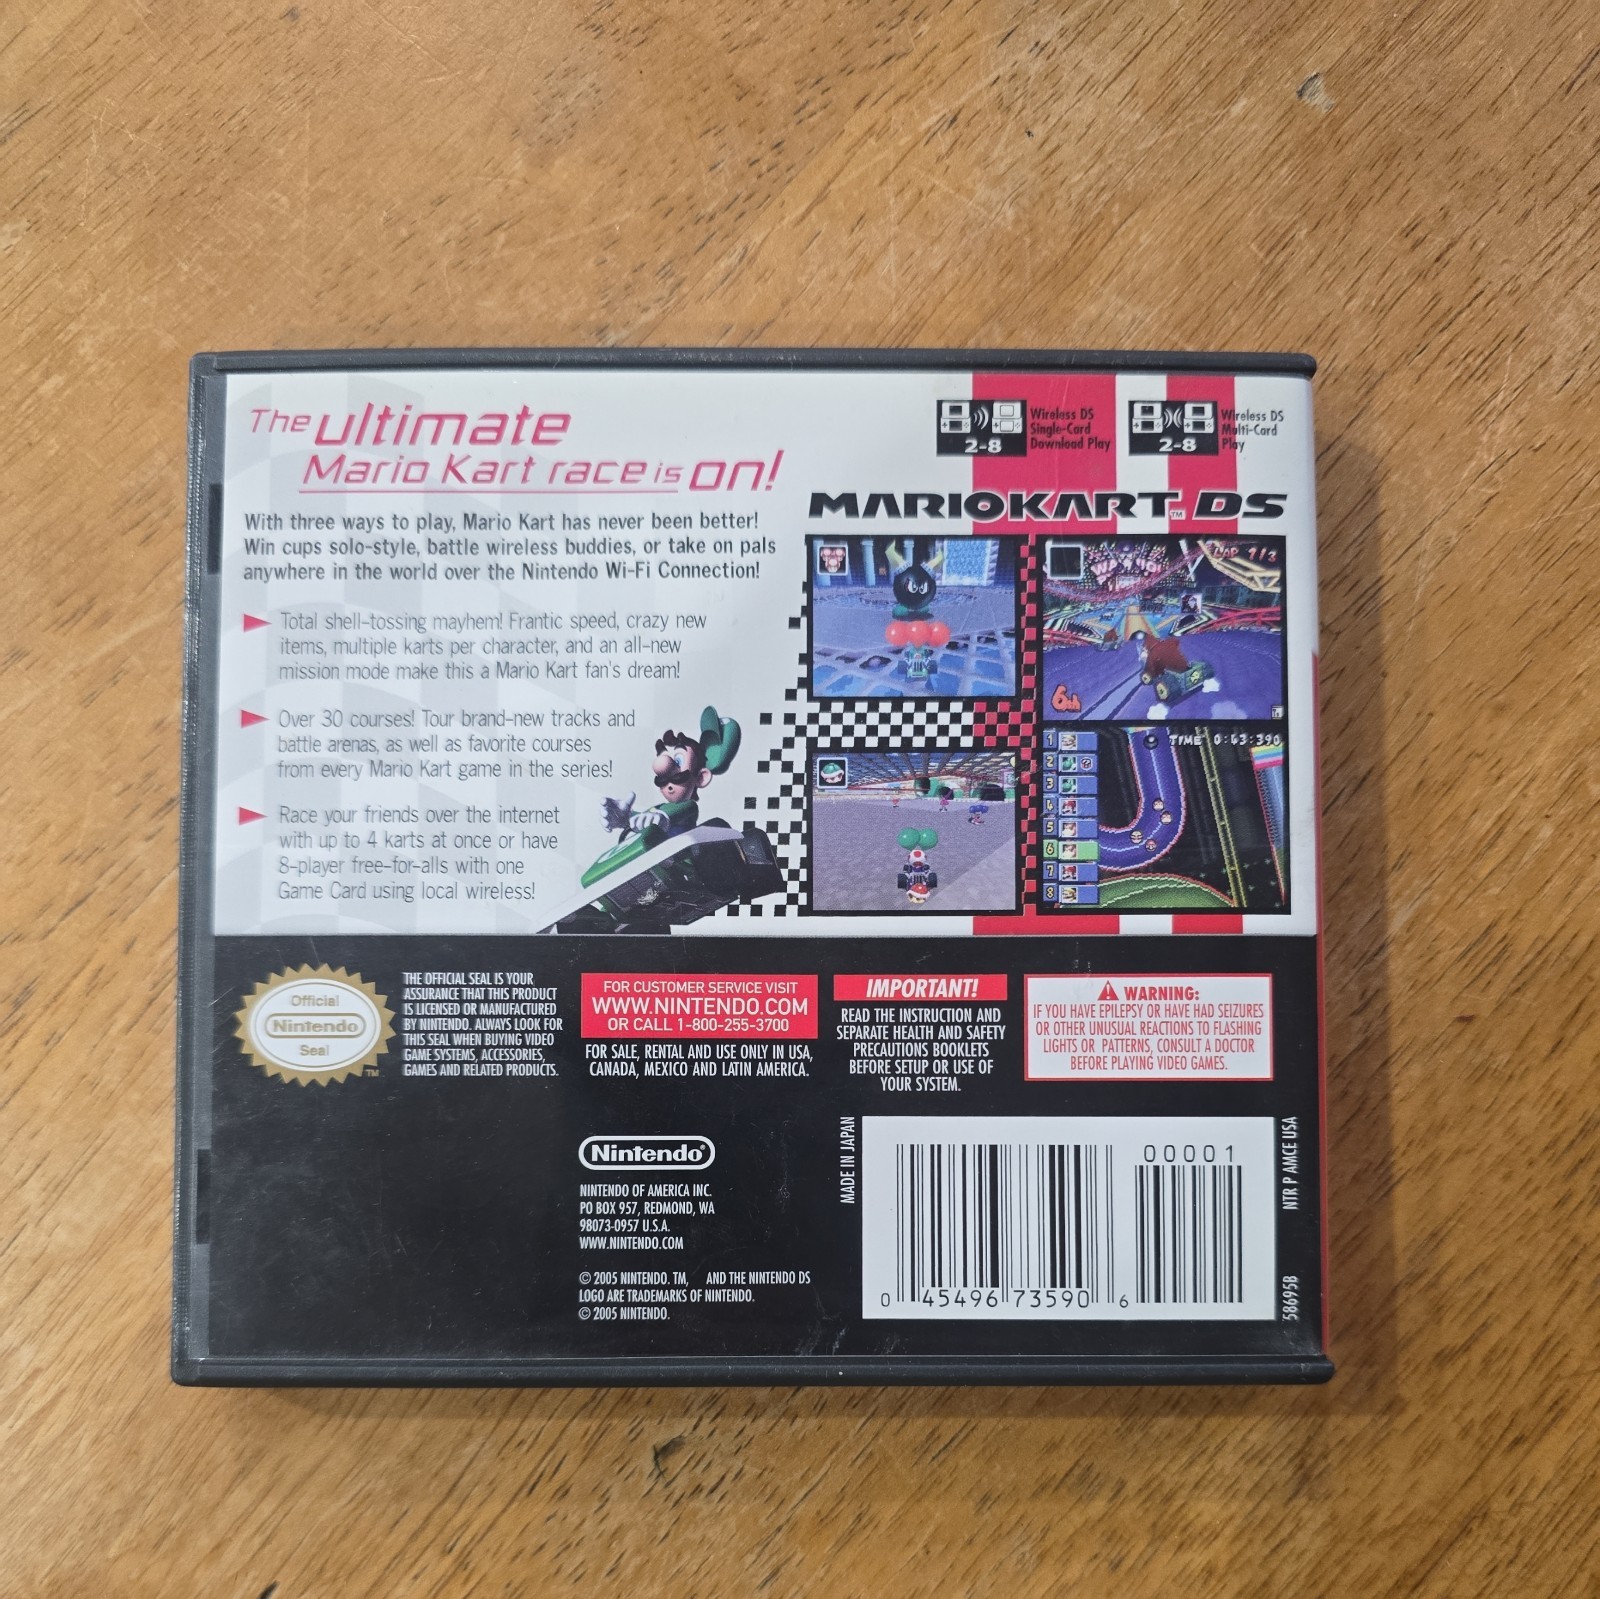 The ultimate
Mario Kart race is on!
With three ways to play, Mario Kart has never been better!
Win cups solo-style, battle wireless buddies, or take on pals
anywhere in the world over the Nintendo Wi-Fi Connection!
Total shell-tossing mayhem! Frantic speed, crazy new
items, multiple karts per character, and an all-new
mission mode make this a Mario Kart fan's dream!
Over 30 courses! Tour brand-new tracks and
battle arenas, as well as favorite courses
from every Mario Kart game in the series!
Race your friends over the internet
with up to 4 karts at once or have
8-player free-for-alls with one
Game Card using local wireless!
2-8
Wireless DS
Single-Card
Download Play
2-8
Wireless DS
Multi-Card
Play
MARIOKART™ DS
LAP 1/3
6th
TIME 0:43:390
1
2
3
4
5
6
7
8
Official
Nintendo
Seal
™
THE OFFICIAL SEAL IS YOUR
ASSURANCE THAT THIS PRODUCT
IS LICENSED OR MANUFACTURED
BY NINTENDO. ALWAYS LOOK FOR
THIS SEAL WHEN BUYING VIDEO
GAME SYSTEMS, ACCESSORIES,
GAMES AND RELATED PRODUCTS.
FOR CUSTOMER SERVICE VISIT
WWW.NINTENDO.COM
OR CALL 1-800-255-3700
FOR SALE, RENTAL AND USE ONLY IN USA,
CANADA, MEXICO AND LATIN AMERICA.
IMPORTANT!
READ THE INSTRUCTION AND
SEPARATE HEALTH AND SAFETY
PRECAUTIONS BOOKLETS
BEFORE SETUP OR USE OF
YOUR SYSTEM.
WARNING:
IF YOU HAVE EPILEPSY OR HAVE HAD SEIZURES
OR OTHER UNUSUAL REACTIONS TO FLASHING
LIGHTS OR PATTERNS, CONSULT A DOCTOR
BEFORE PLAYING VIDEO GAMES.
Nintendo®
NINTENDO OF AMERICA INC.
PO BOX 957, REDMOND, WA
98073-0957 U.S.A.
WWW.NINTENDO.COM
© 2005 NINTENDO. TM, AND THE NINTENDO DS
LOGO ARE TRADEMARKS OF NINTENDO.
© 2005 NINTENDO.
MADE IN JAPAN
00001
0 45496 73590 6
NTR P AMCE USA
58695B